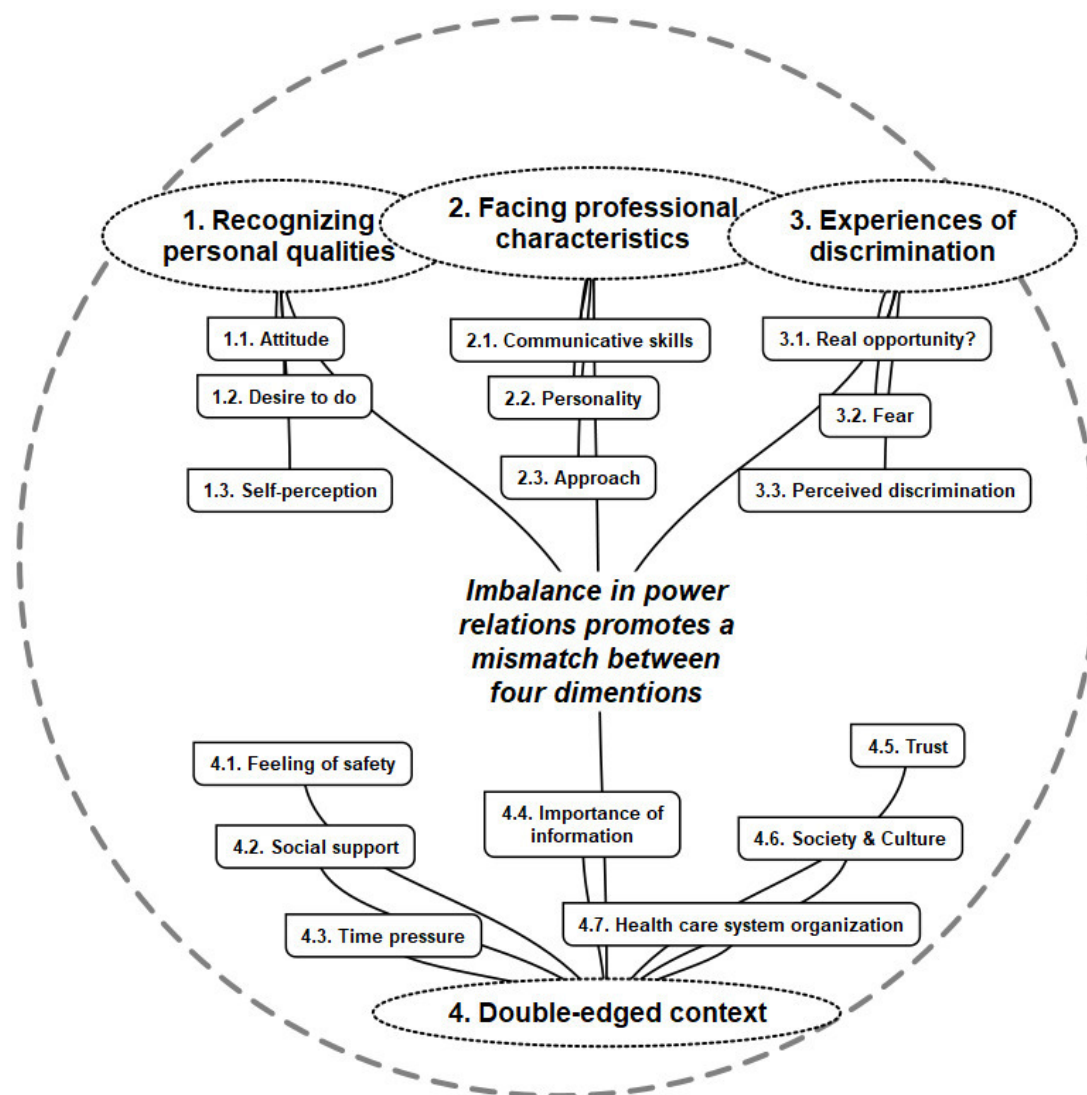 1. Recognizing
personal qualities
2. Facing professional
characteristics
3. Experiences of
discrimination
1.1. Attitude
1.2. Desire to do
1.3. Self-perception
2.1. Communicative skills
2.2. Personality
2.3. Approach
3.1. Real opportunity?
3.2. Fear
3.3. Perceived discrimination
Imbalance in power
relations promotes a
mismatch between
four dimentions
4.1. Feeling of safety
4.2. Social support
4.3. Time pressure
4.4. Importance of
information
4.5. Trust
4.6. Society & Culture
4.7. Health care system organization
4. Double-edged context